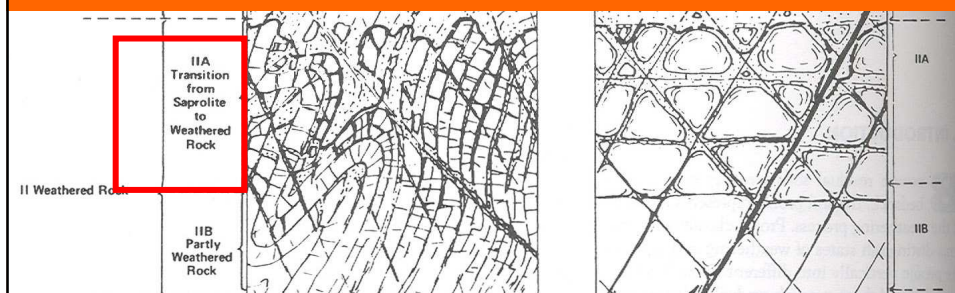 IIA
Transition
from
Saprolite
to
Weathered
Rock
II Weathered Rock
IIB
Partly
Weathered
Rock
IIA
IIB